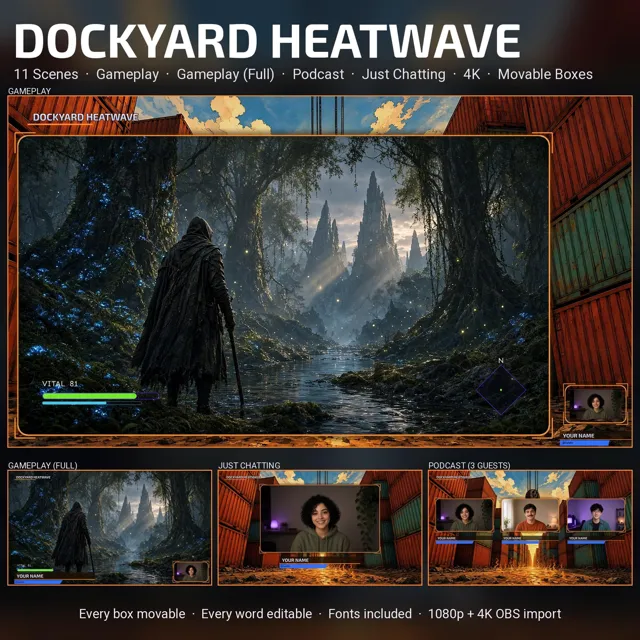 DOCKYARD HEATWAVE
11 Scenes · Gameplay · Gameplay (Full) · Podcast · Just Chatting · 4K · Movable Boxes
GAMEPLAY
DOCKYARD HEATWAVE
VITAL 81
N
YOUR NAME
GAMEPLAY (FULL)
JUST CHATTING
PODCAST (3 GUESTS)
YOUR NAME
YOUR NAME
YOUR NAME
YOUR NAME
YOUR NAME
Every box movable · Every word editable · Fonts included · 1080p + 4K OBS import